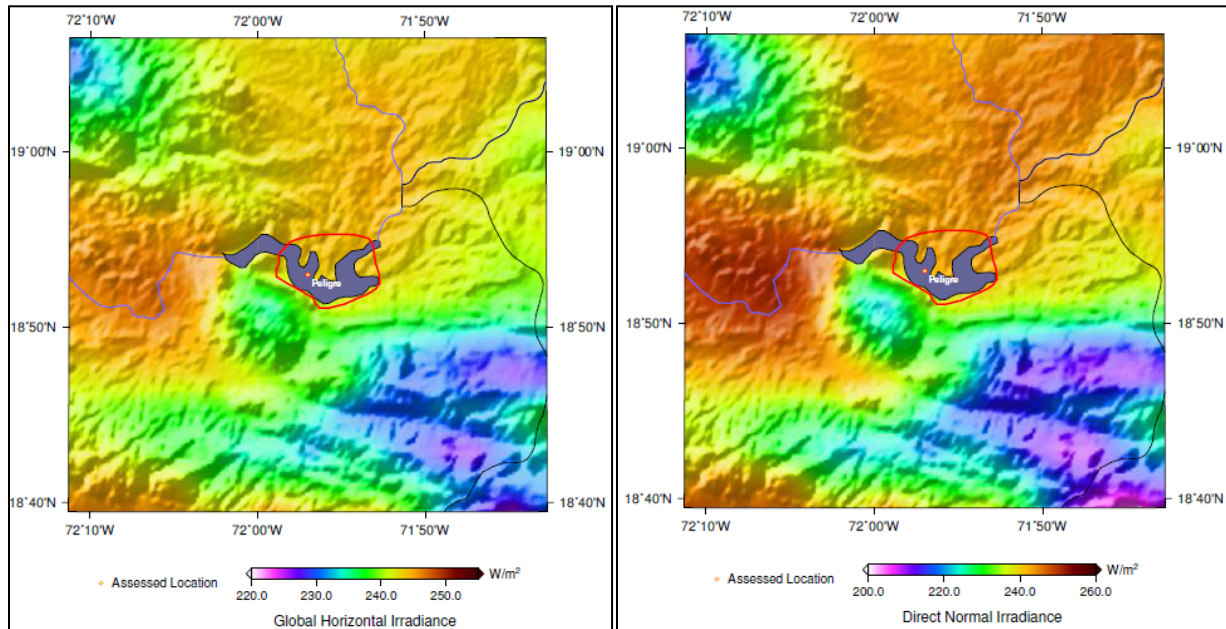 72°10'W 72°00'W 71°50'W
19°00'N 19°00'N
Peligre
18°50'N 18°50'N
18°40'N 18°40'N
72°10'W 72°00'W 71°50'W
Assessed Location
W/m²
220.0 230.0 240.0 250.0
Global Horizontal Irradiance
72°10'W 72°00'W 71°50'W
19°00'N 19°00'N
Peligre
18°50'N 18°50'N
18°40'N 18°40'N
72°10'W 72°00'W 71°50'W
Assessed Location
W/m²
200.0 220.0 240.0 260.0
Direct Normal Irradiance